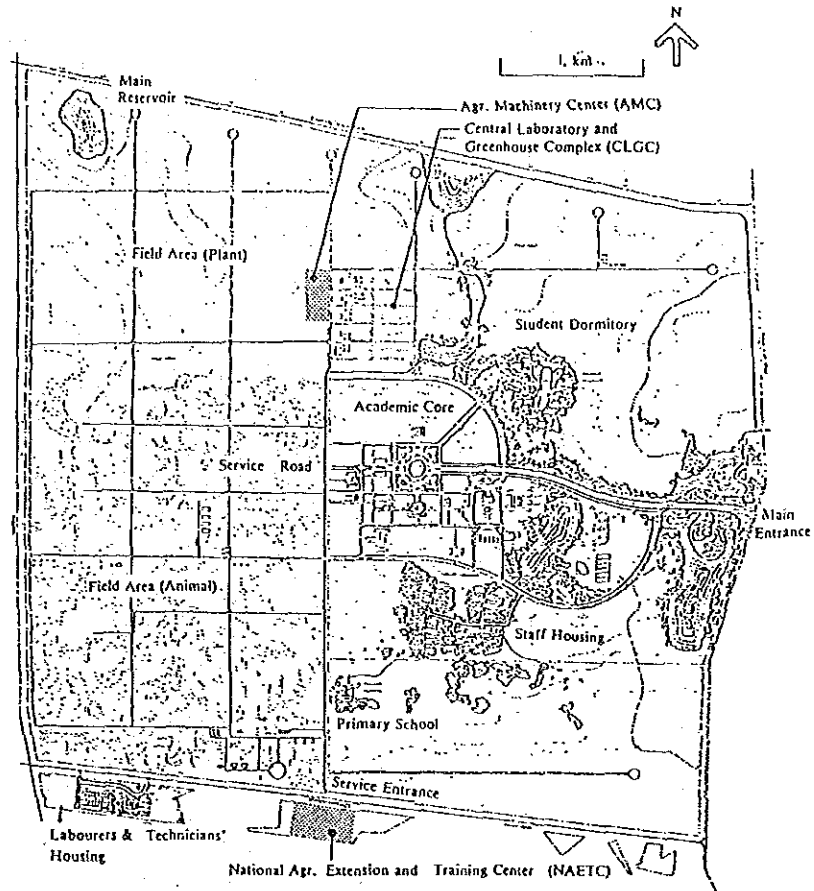 N
1 km
Main
Reservoir
Agr. Machinery Center (AMC)
Central Laboratory and
Greenhouse Complex (CLGC)
Field Area (Plant)
Student Dormitory
Academic Core
Service Road
Main
Entrance
Field Area (Animal)
Staff Housing
Primary School
Service Entrance
Labourers & Technicians'
Housing
National Agr. Extension and Training Center (NAETC)